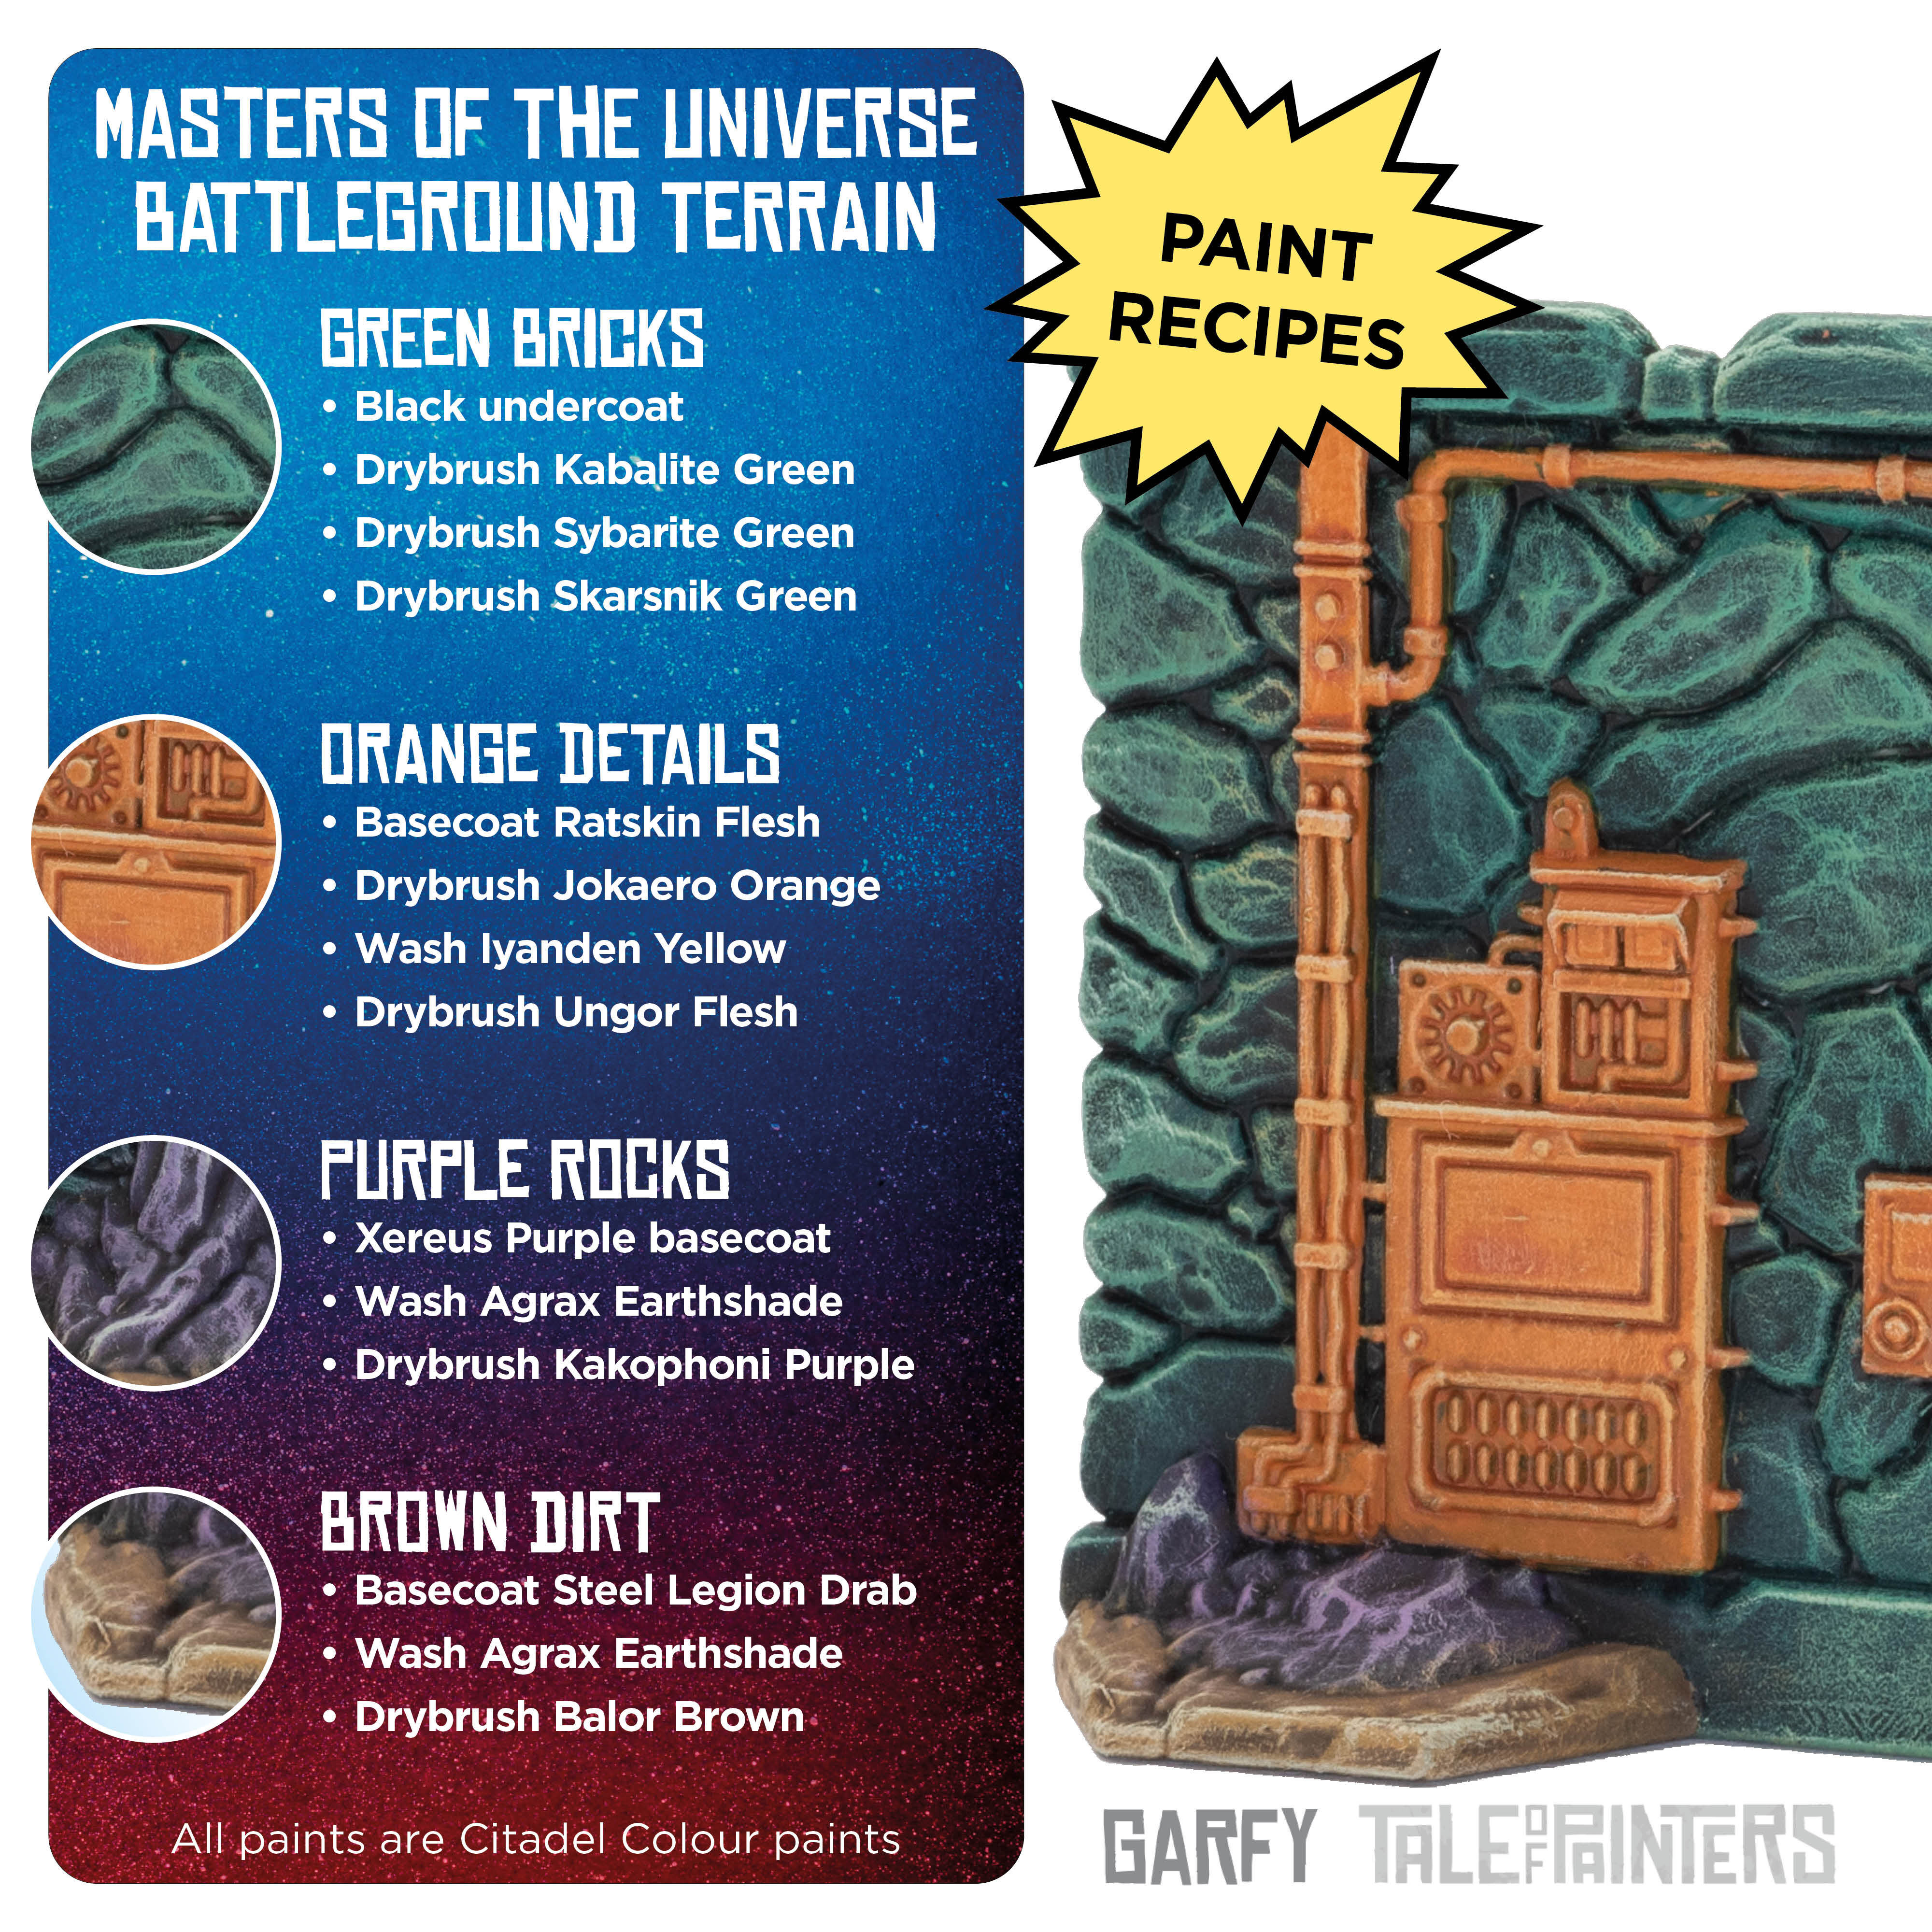 MASTERS OF THE UNIVERSE
BATTLEGROUND TERRAIN
PAINT
RECIPES
GREEN BRICKS
• Black undercoat
• Drybrush Kabalite Green
• Drybrush Sybarite Green
• Drybrush Skarsnik Green
ORANGE DETAILS
• Basecoat Ratskin Flesh
• Drybrush Jokaero Orange
• Wash Iyanden Yellow
• Drybrush Ungor Flesh
PURPLE ROCKS
• Xereus Purple basecoat
• Wash Agrax Earthshade
• Drybrush Kakophoni Purple
BROWN DIRT
• Basecoat Steel Legion Drab
• Wash Agrax Earthshade
• Drybrush Balor Brown
All paints are Citadel Colour paints
GARFY TALE OF PAINTERS